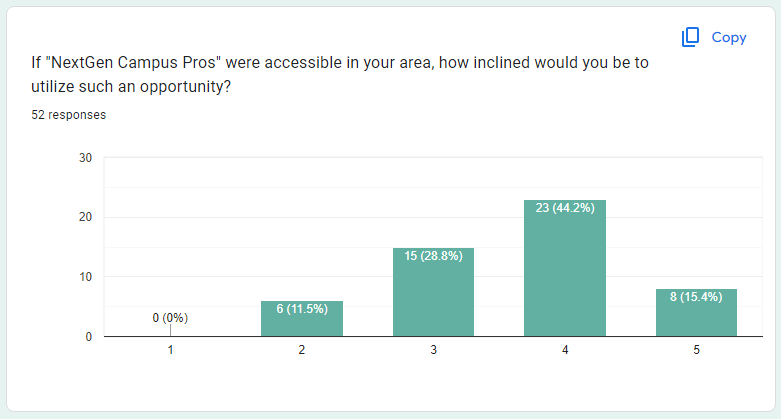 Copy
If "NextGen Campus Pros" were accessible in your area, how inclined would you be to
utilize such an opportunity?
52 responses
30
20
10
0
0 (0%)
6 (11.5%)
15 (28.8%)
23 (44.2%)
8 (15.4%)
1 2 3 4 5